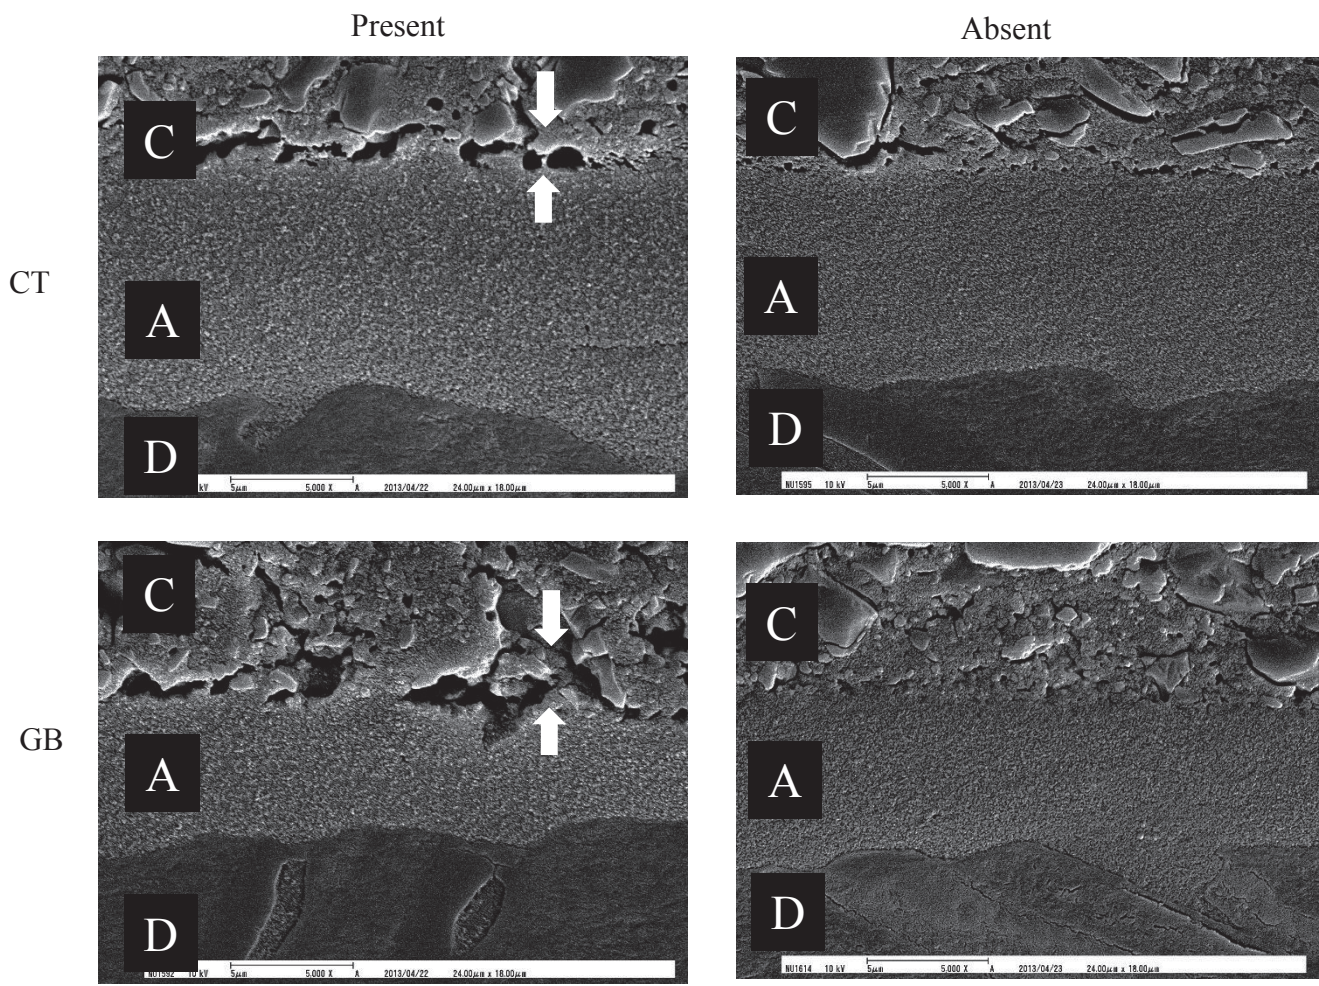 Present Absent
CT
C
A
D
kV 5μm 5,000 X A 2013/04/22 24.00μm x 18.00μm
C
A
D
NU1595 10 kV 5μm 5,000 X A 2013/04/23 24.00μm x 18.00μm
GB
C
A
D
NU1592 10 kV 5μm 5,000 X A 2013/04/22 24.00μm x 18.00μm
C
A
D
NU1614 10 kV 5μm 5,000 X A 2013/04/23 24.00μm x 18.00μm